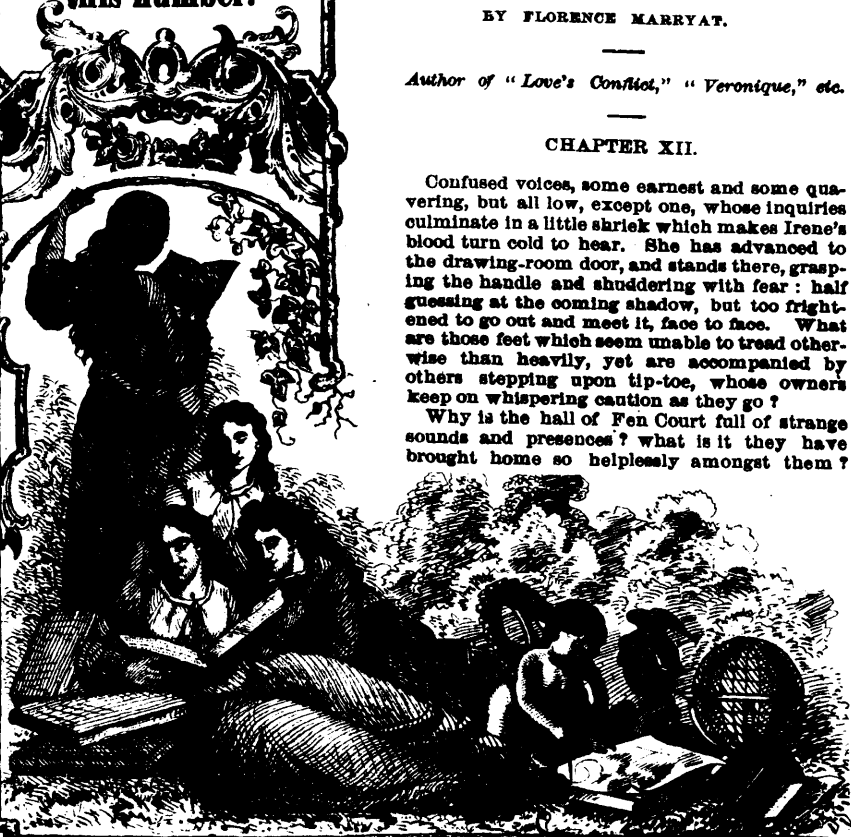 this number.
BY FLORENCE MARRYAT.
Author of "Love's Conflict," "Veronique," etc.
CHAPTER XII.
Confused voices, some earnest and some qua-
vering, but all low, except one, whose inquiries
culminate in a little shriek which makes Irene's
blood turn cold to hear. She has advanced to
the drawing-room door, and stands there, grasp-
ing the handle and shuddering with fear: half
guessing at the coming shadow, but too fright-
ened to go out and meet it, face to face. What
are those feet which seem unable to tread other-
wise than heavily, yet are accompanied by
others stepping upon tip-toe, whose owners
keep on whispering caution as they go?
Why is the hall of Fen Court full of strange
sounds and presences? what is it they have
brought home so helplessly amongst them?